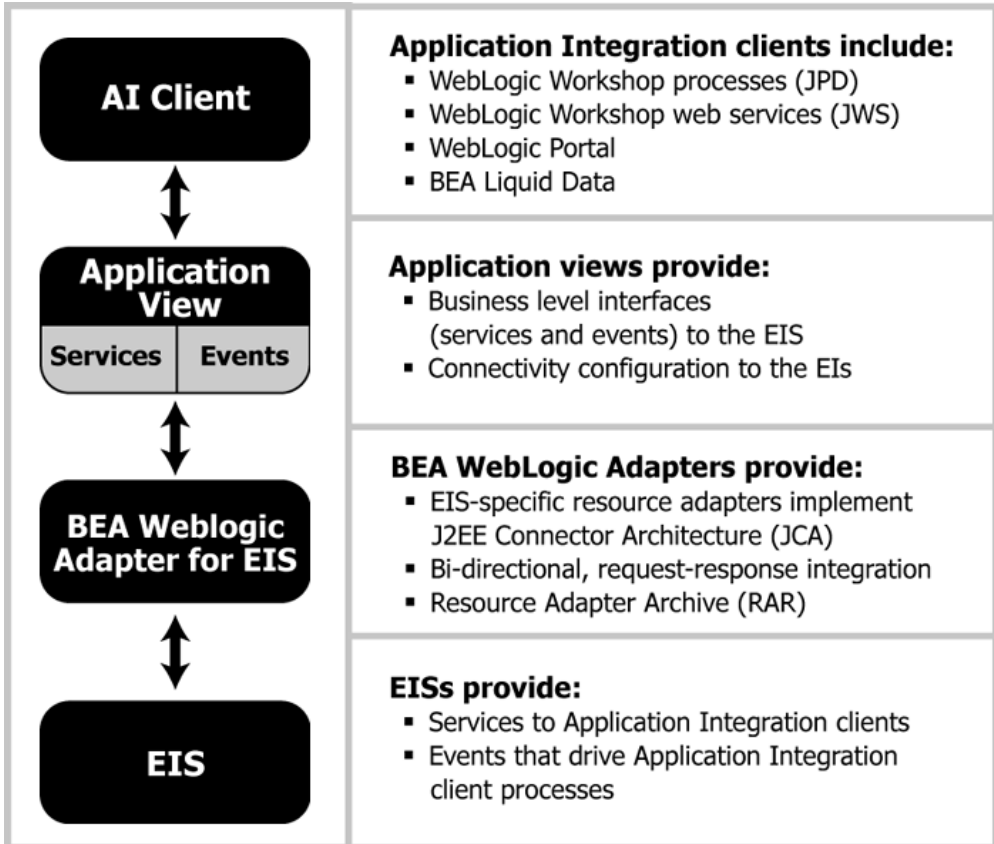 AI Client
Application Integration clients include:
▪ WebLogic Workshop processes (JPD)
▪ WebLogic Workshop web services (JWS)
▪ WebLogic Portal
▪ BEA Liquid Data
Application
View
Services
Events
Application views provide:
▪ Business level interfaces
(services and events) to the EIS
▪ Connectivity configuration to the EIs
BEA Weblogic
Adapter for EIS
BEA WebLogic Adapters provide:
▪ EIS-specific resource adapters implement
J2EE Connector Architecture (JCA)
▪ Bi-directional, request-response integration
▪ Resource Adapter Archive (RAR)
EIS
EISs provide:
▪ Services to Application Integration clients
▪ Events that drive Application Integration
client processes